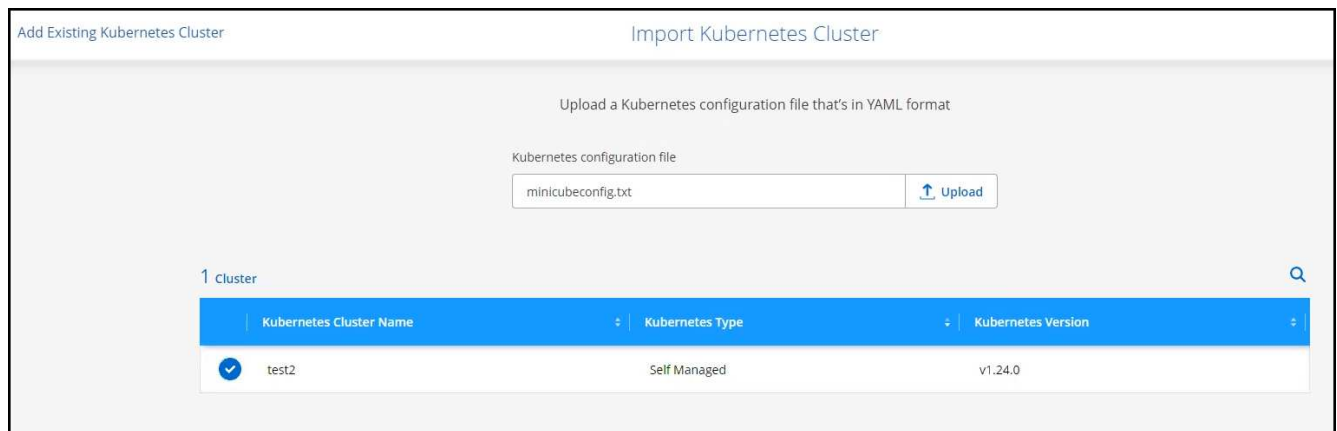 Add Existing Kubernetes Cluster
Import Kubernetes Cluster
Upload a Kubernetes configuration file that's in YAML format
Kubernetes configuration file
minicubeconfig.txt
Upload
1 Cluster
Kubernetes Cluster Name Kubernetes Type Kubernetes Version
test2 Self Managed v1.24.0